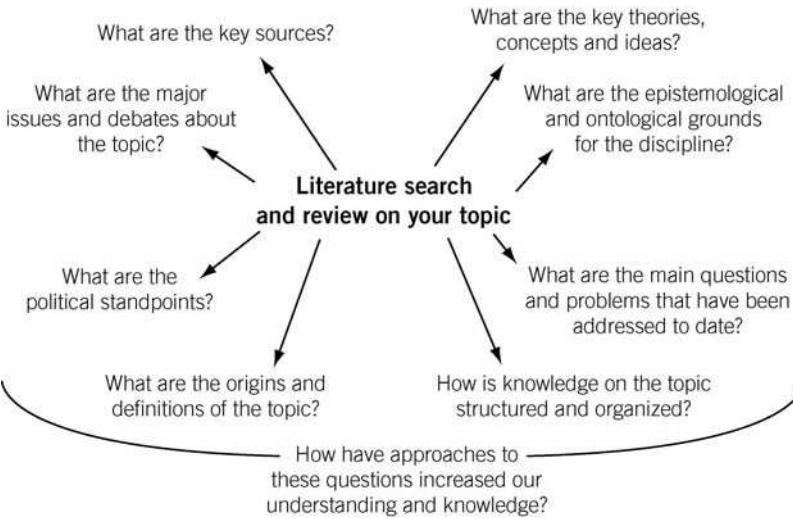 What are the key sources?
What are the key theories,
concepts and ideas?
What are the major
issues and debates about
the topic?
What are the epistemological
and ontological grounds
for the discipline?
Literature search
and review on your topic
What are the
political standpoints?
What are the main questions
and problems that have been
addressed to date?
What are the origins and
definitions of the topic?
How is knowledge on the topic
structured and organized?
How have approaches to
these questions increased our
understanding and knowledge?